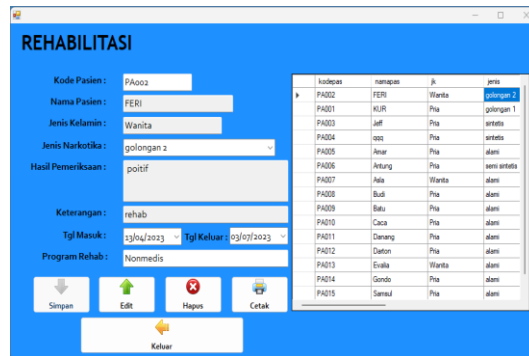 REHABILITASI
Kode Pasien : PA002
Nama Pasien : FERI
Jenis Kelamin : Wanita
Jenis Narkotika : golongan 2
Hasil Pemeriksaan : poitif
Keterangan : rehab
Tgl Masuk : 13/04/2023 Tgl Keluar : 03/07/2023
Program Rehab : Nonmedis
Simpan Edit Hapus Cetak
Keluar
kodepas namapas jk jenis
PA002 FERI Wanita golongan 2
PA001 KUR Pria golongan 1
PA003 Jeff Pria sintetis
PA004 qqq Pria sintetis
PA005 Amar Pria alami
PA006 Antung Pria semi sintetis
PA007 Asla Wanita alami
PA008 Budi Pria alami
PA009 Batu Pria alami
PA010 Caca Pria alami
PA011 Danang Pria alami
PA012 Darton Pria alami
PA013 Evalia Wanita alami
PA014 Gondo Pria alami
PA015 Samsul Pria alami